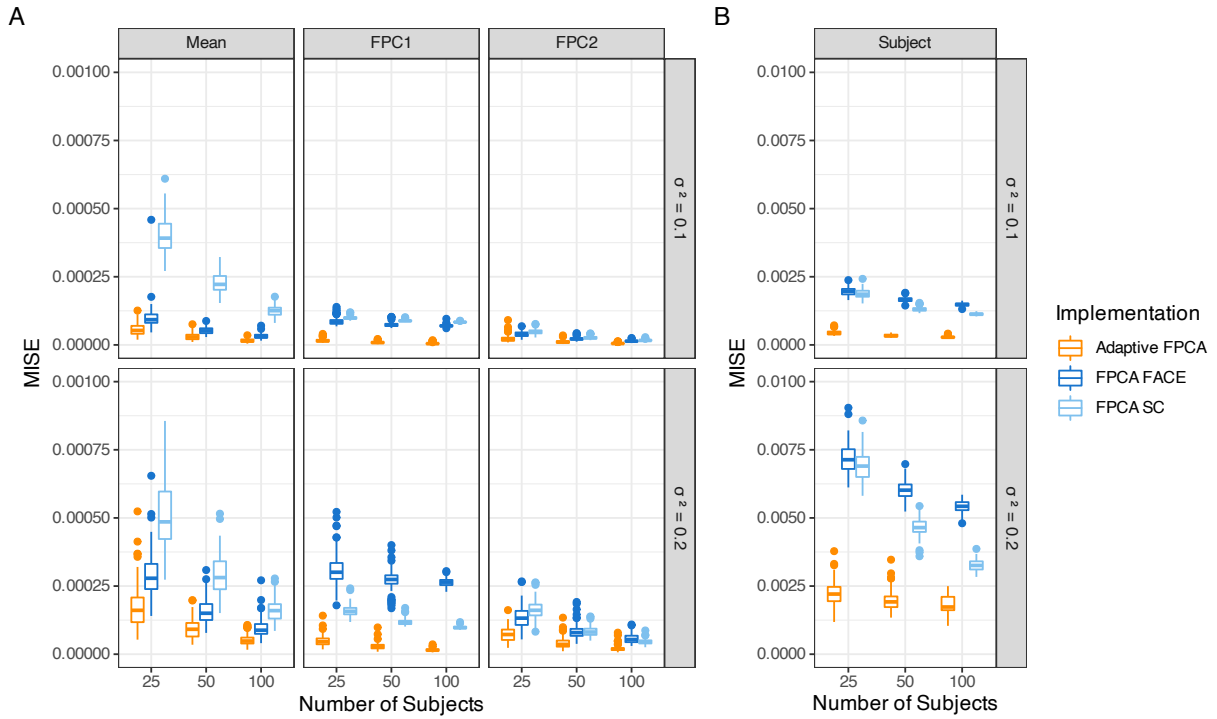 A
B
Mean
FPC1
FPC2
Subject
0.00100
0.00075
0.00050
0.00025
0.00000
σ ² = 0.1
0.0100
0.0075
0.0050
0.0025
0.0000
σ ² = 0.1
MISE
MISE
0.00100
0.00075
0.00050
0.00025
0.00000
σ ² = 0.2
0.0100
0.0075
0.0050
0.0025
0.0000
σ ² = 0.2
25 50 100
25 50 100
25 50 100
25 50 100
Number of Subjects
Number of Subjects
Implementation
Adaptive FPCA
FPCA FACE
FPCA SC